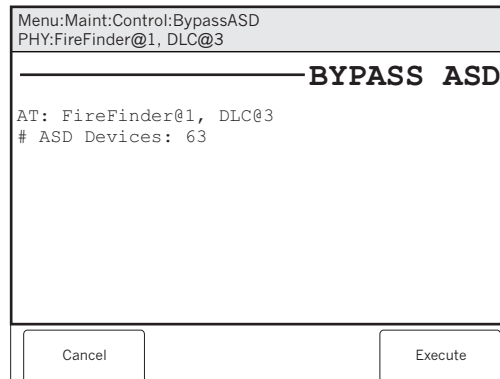 Menu:Maint:Control:BypassASD
PHY:FireFinder@1, DLC@3
BYPASS ASD
AT: FireFinder@1, DLC@3
# ASD Devices: 63
Cancel
Execute